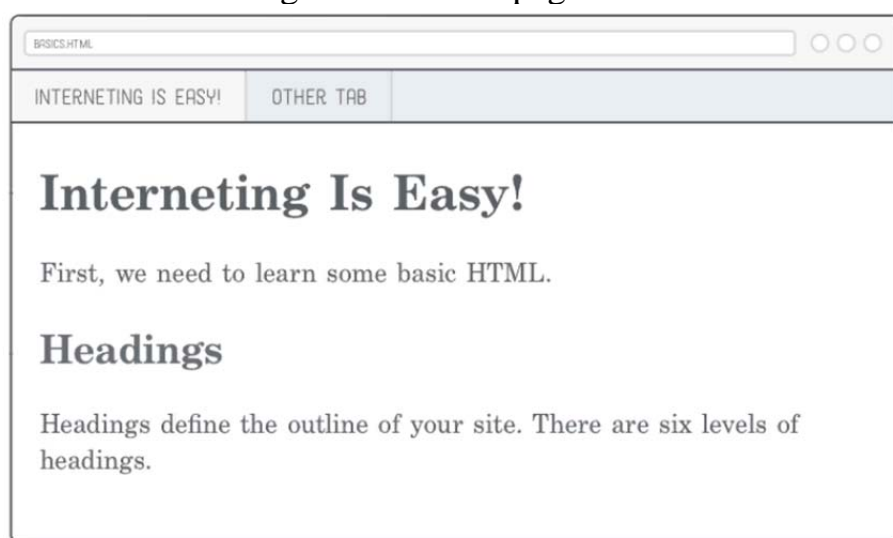 BASICS.HTML
INTERNETING IS EASY!
OTHER TAB
Interneting Is Easy!
First, we need to learn some basic HTML.
Headings
Headings define the outline of your site. There are six levels of
headings.